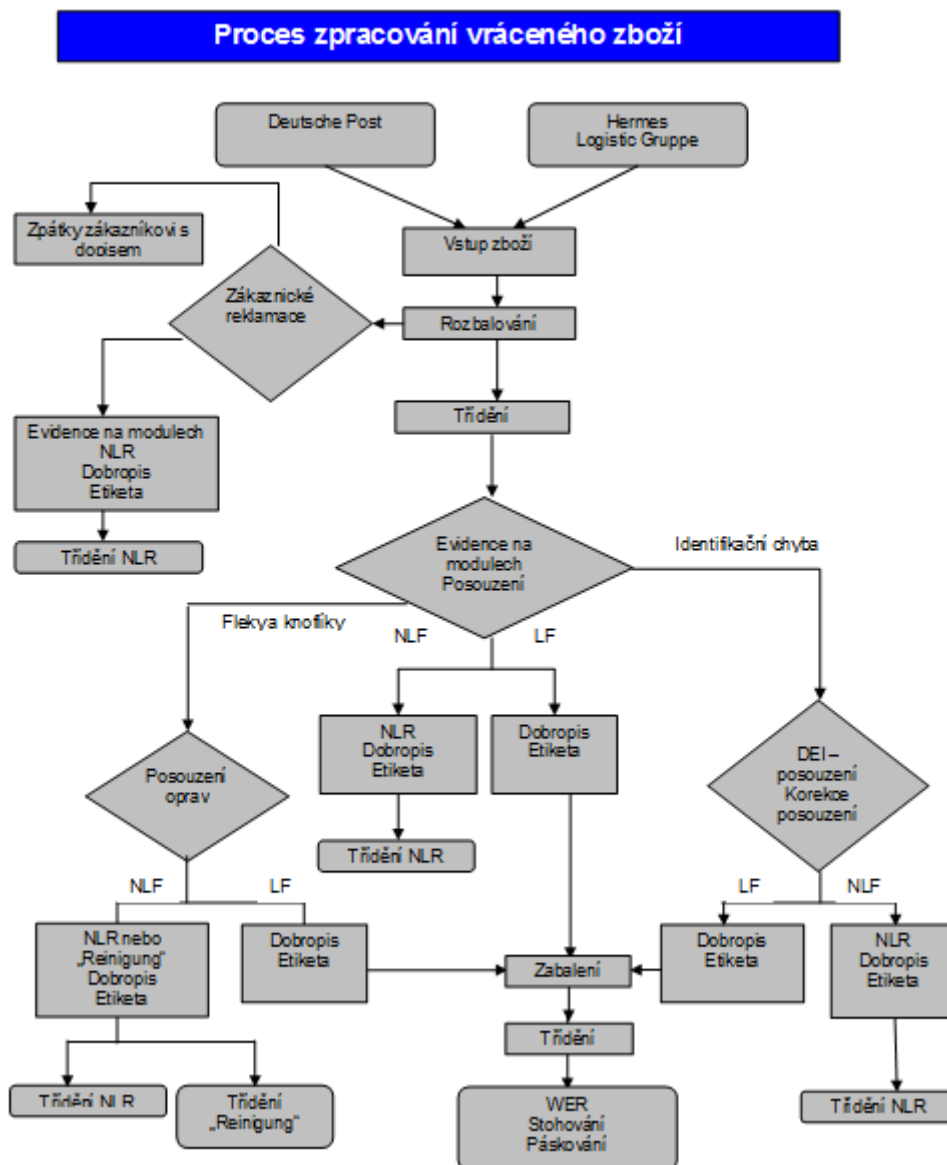 Proces zpracování vráceného zboží
Deutsche Post
Hermes
Logistic Gruppe
Zpátky zákazníkovi s
dopisem
Vstup zboží
Zákaznické
reklamace
Rozbalování
Třídění
Evidence na modulech
NLR
Dobropis
Etiketa
Třídění NLR
Evidence na
modulech
Posouzení
Identifikační chyba
Fleky a knoflíky
NLF
LF
NLR
Dobropis
Etiketa
Dobropis
Etiketa
Posouzení
oprav
DEI –
posouzení
Korekce
posouzení
Třídění NLR
NLF
LF
LF
NLF
NLR nebo
„Reinigung“
Dobropis
Etiketa
Dobropis
Etiketa
Zabalení
Dobropis
Etiketa
NLR
Dobropis
Etiketa
Třídění
Třídění NLR
Třídění
„Reinigung“
WER
Stohování
Páskování
Třídění NLR